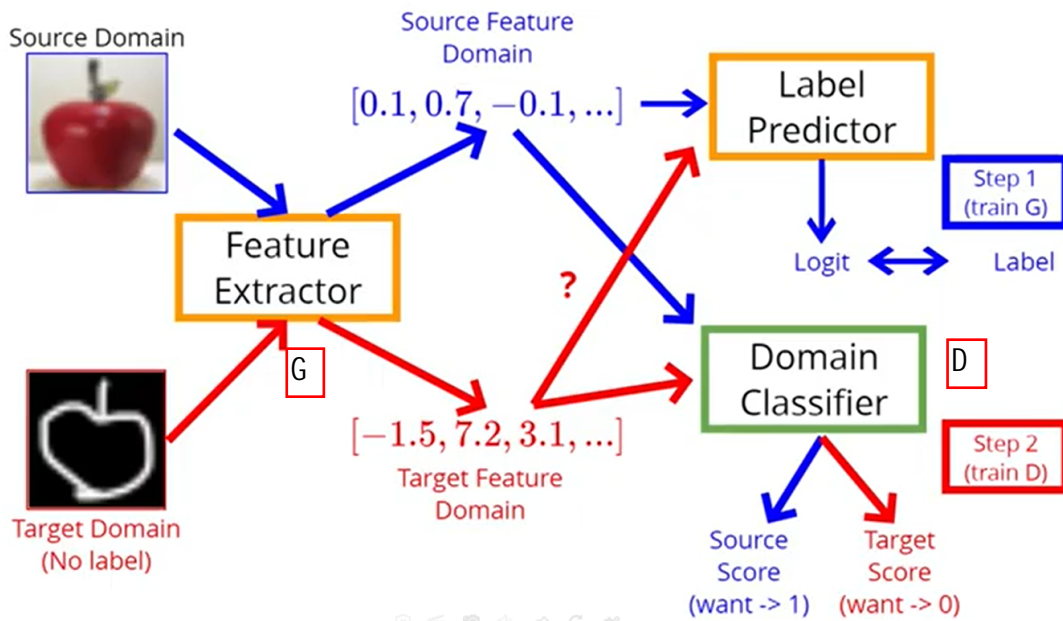 Source Domain
Source Feature
Domain
[0.1, 0.7, −0.1, ...]
Label
Predictor
Step 1
(train G)
Feature
Extractor
Logit
Label
?
G
Domain
Classifier
D
[−1.5, 7.2, 3.1, ...]
Target Feature
Domain
Step 2
(train D)
Target Domain
(No label)
Source
Score
(want -> 1)
Target
Score
(want -> 0)